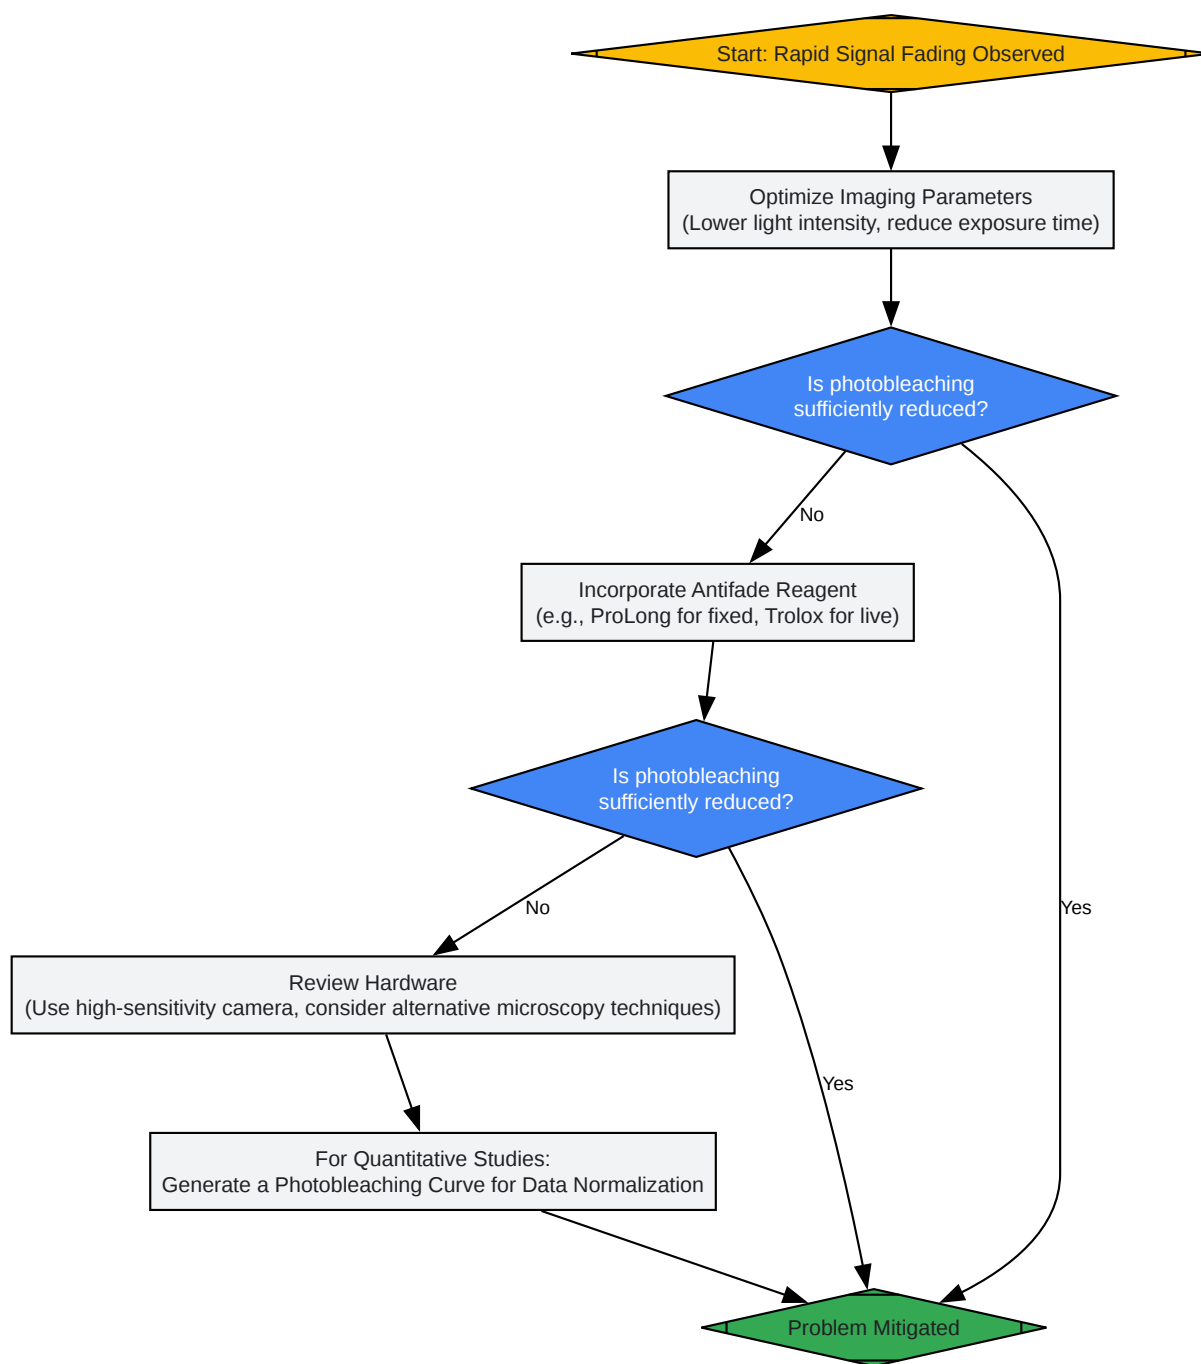 Start: Rapid Signal Fading Observed
Optimize Imaging Parameters
(Lower light intensity, reduce exposure time)
Is photobleaching
sufficiently reduced?
No
Incorporate Antifade Reagent
(e.g., ProLong for fixed, Trolox for live)
Is photobleaching
sufficiently reduced?
No
Yes
Review Hardware
(Use high-sensitivity camera, consider alternative microscopy techniques)
Yes
For Quantitative Studies:
Generate a Photobleaching Curve for Data Normalization
Problem Mitigated